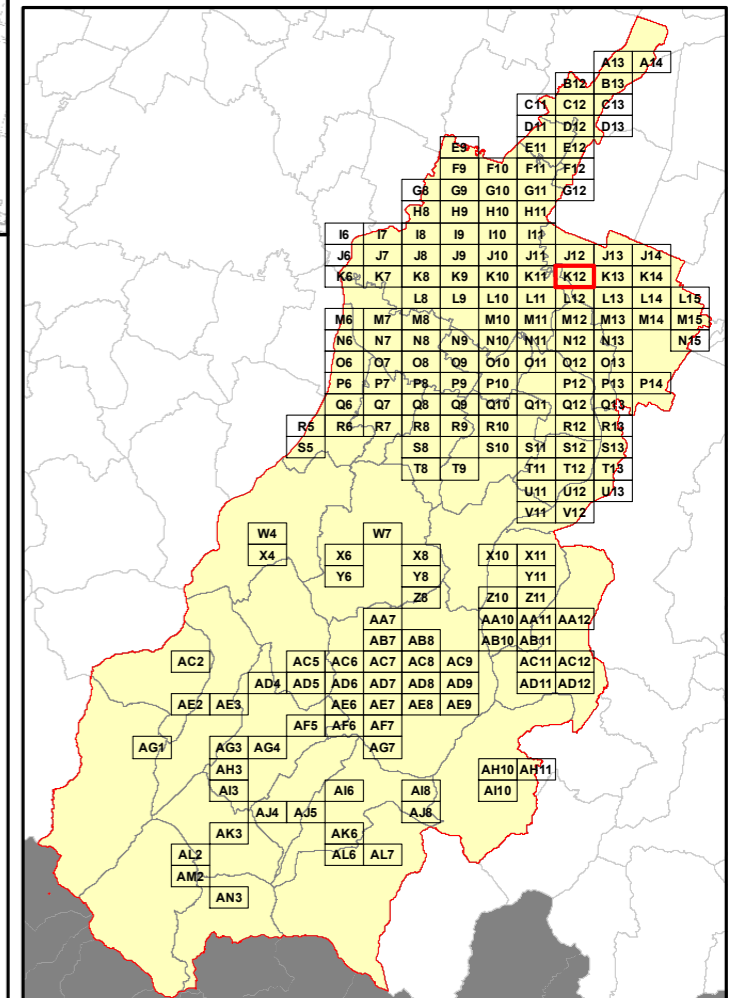 A13 A14
B12 B13
C11 C12 C13
D11 D12 D13
E9 E11 E12
F9 F10 F11 F12
G8 G9 G10 G11 G12
H8 H9 H10 H11
I6 I7 I8 I9 I10 I11
J6 J7 J8 J9 J10 J11 J12 J13 J14
K6 K7 K8 K9 K10 K11 K12 K13 K14
L8 L9 L10 L11 L12 L13 L14 L15
M6 M7 M8 M10 M11 M12 M13 M14 M15
N6 N7 N8 N9 N10 N11 N12 N13 N15
O6 O7 O8 O9 O10 O11 O12 O13
P6 P7 P8 P9 P10 P12 P13 P14
Q6 Q7 Q8 Q9 Q10 Q11 Q12 Q13
R5 R6 R7 R8 R9 R10 R12 R13
S5 S8 S10 S11 S12 S13
T8 T9 T11 T12 T13
U11 U12 U13
V11 V12
W4 W7
X4 X6 X8 X10 X11
Y6 Y8 Y11
Z8 Z10 Z11
AA7 AA10 AA11 AA12
AB7 AB8 AB10 AB11
AC2 AC5 AC6 AC7 AC8 AC9 AC11 AC12
AD4 AD5 AD6 AD7 AD8 AD9 AD11 AD12
AE2 AE3 AE6 AE7 AE8 AE9
AF5 AF6 AF7
AG1 AG3 AG4 AG7
AH3 AH10 AH11
AI3 AI6 AI8 AI10
AJ4 AJ5 AJ8
AK3 AK6
AL2 AL6 AL7
AM2
AN3